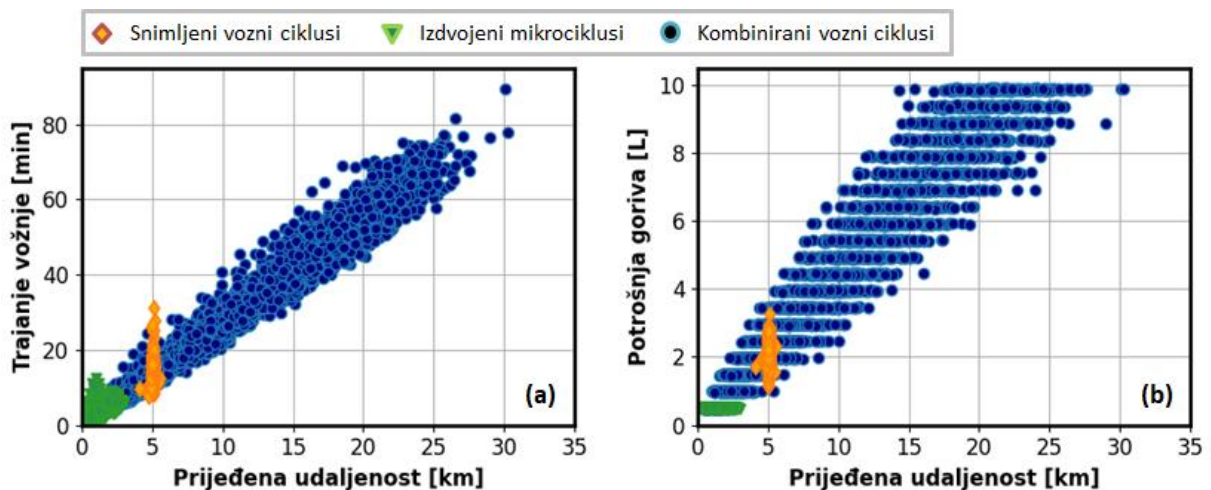 Snimljeni vozni ciklusi Izdvojeni mikrociklusi Kombinirani vozni ciklusi
Trajanje vožnje [min]
80
60
40
20
0
(a)
0 5 10 15 20 25 30 35
Prijeđena udaljenost [km]
Potrošnja goriva [L]
10
8
6
4
2
0
(b)
0 5 10 15 20 25 30 35
Prijeđena udaljenost [km]